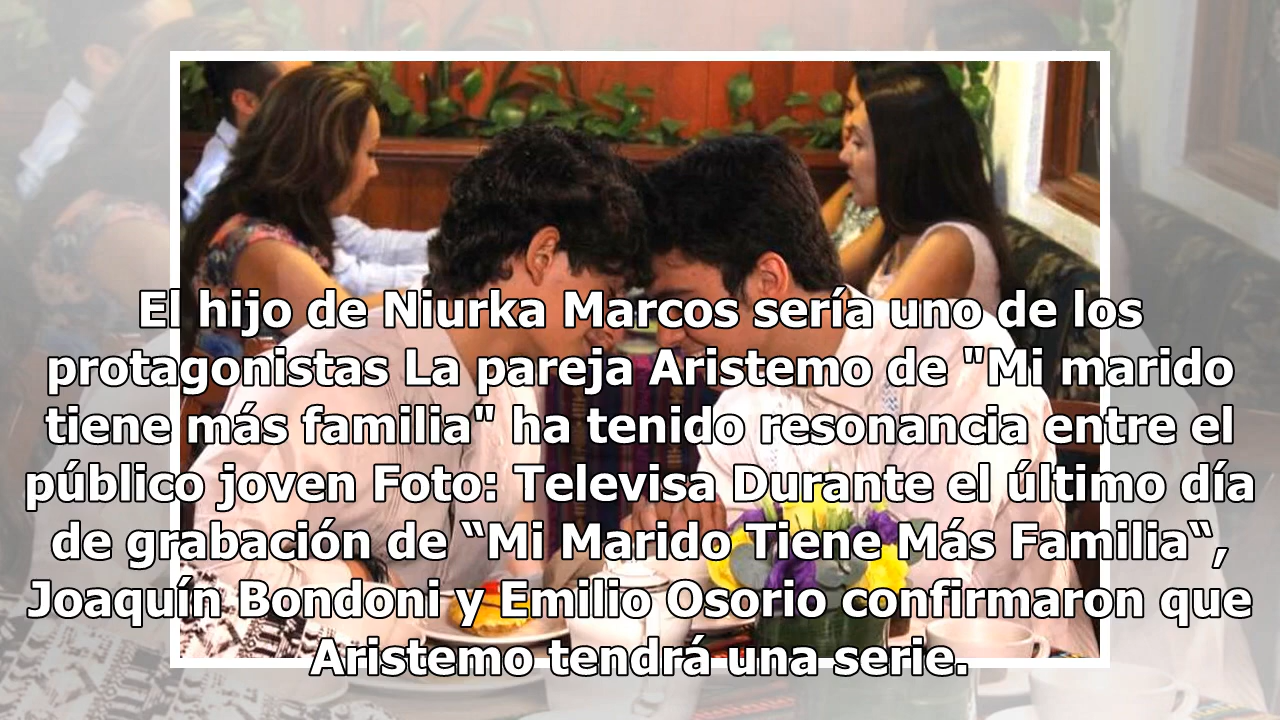 El hijo de Niurka Marcos sería uno de los
protagonistas La pareja Aristemo de "Mi marido
tiene más familia" ha tenido resonancia entre el
público joven Foto: Televisa Durante el último día
de grabación de “Mi Marido Tiene Más Familia“,
Joaquín Bondoni y Emilio Osorio confirmaron que
Aristemo tendrá una serie.